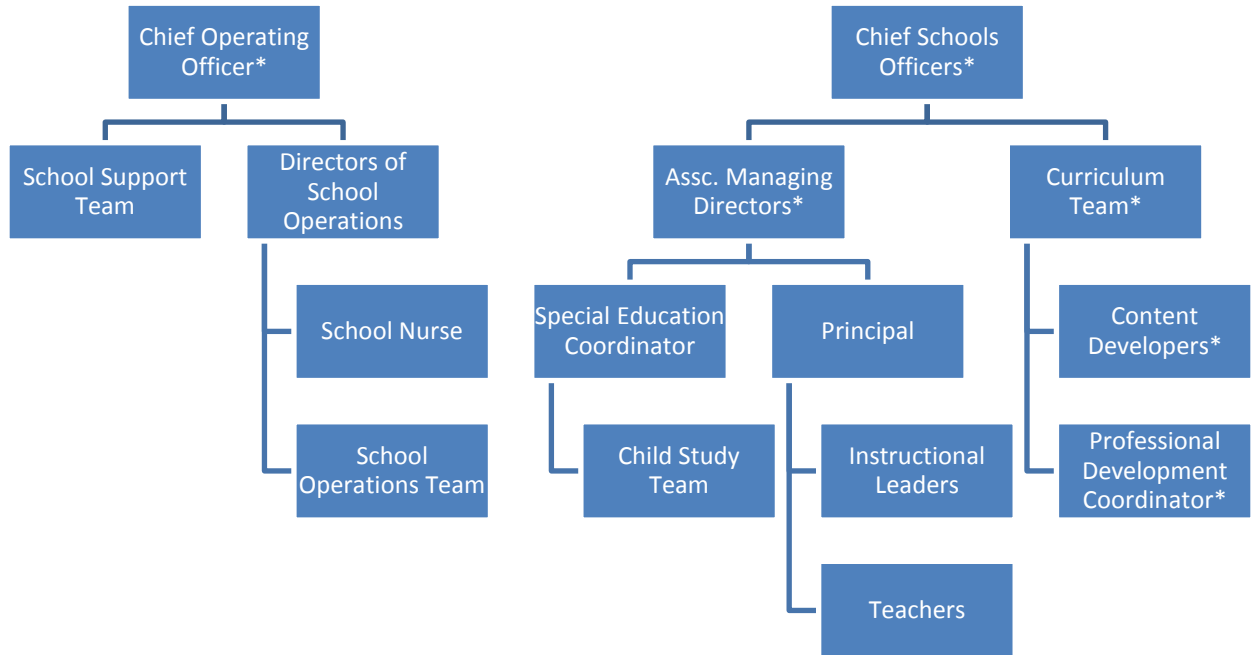 Chief Operating
Officer*
Chief Schools
Officers*
School Support
Team
Directors of
School
Operations
Assc. Managing
Directors*
Curriculum
Team*
School Nurse
Special Education
Coordinator
Principal
Content
Developers*
School
Operations Team
Child Study
Team
Instructional
Leaders
Professional
Development
Coordinator*
Teachers